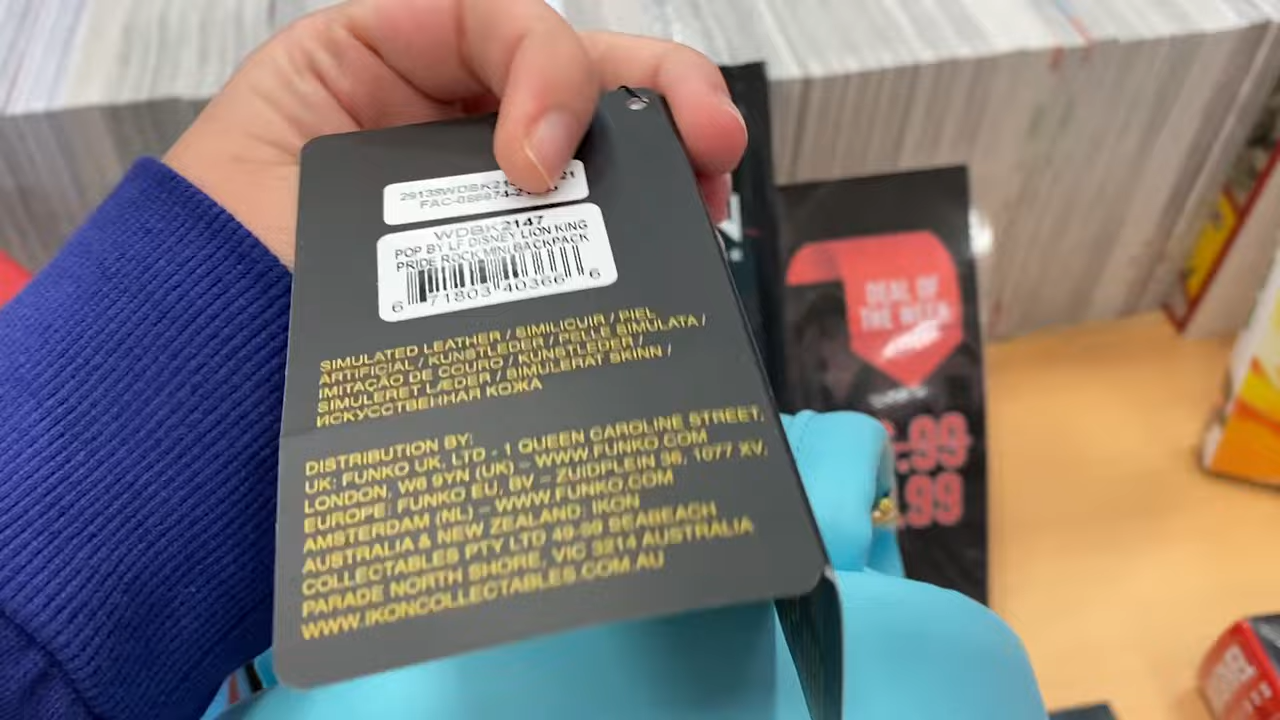 WDBK2147
POP BY LF DISNEY LION KING
PRIDE ROCK MINI BACKPACK
6 71803 40366 6
SIMULATED LEATHER / SIMILICUIR / PIEL
ARTIFICIAL / KUNSTLEDER / PELLE SIMULATA /
IMITAÇÃO DE COURO / KUNSTLEDER /
SIMULERET LÆDER / SIMULERAT SKINN /
ИСКУССТВЕННАЯ КОЖА
DISTRIBUTION BY:
UK: FUNKO UK, LTD - 1 QUEEN CAROLINE STREET,
LONDON, W6 9YN (UK) – WWW.FUNKO.COM
EUROPE: FUNKO EU, BV – ZUIDPLEIN 36, 1077 XV,
AMSTERDAM (NL) – WWW.FUNKO.COM
AUSTRALIA & NEW ZEALAND: IKON
COLLECTABLES PTY LTD 49-99 SEABEACH
PARADE NORTH SHORE, VIC 3214 AUSTRALIA
WWW.IKONCOLLECTABLES.COM.AU
DEAL OF
THE WEEK
.99
.99